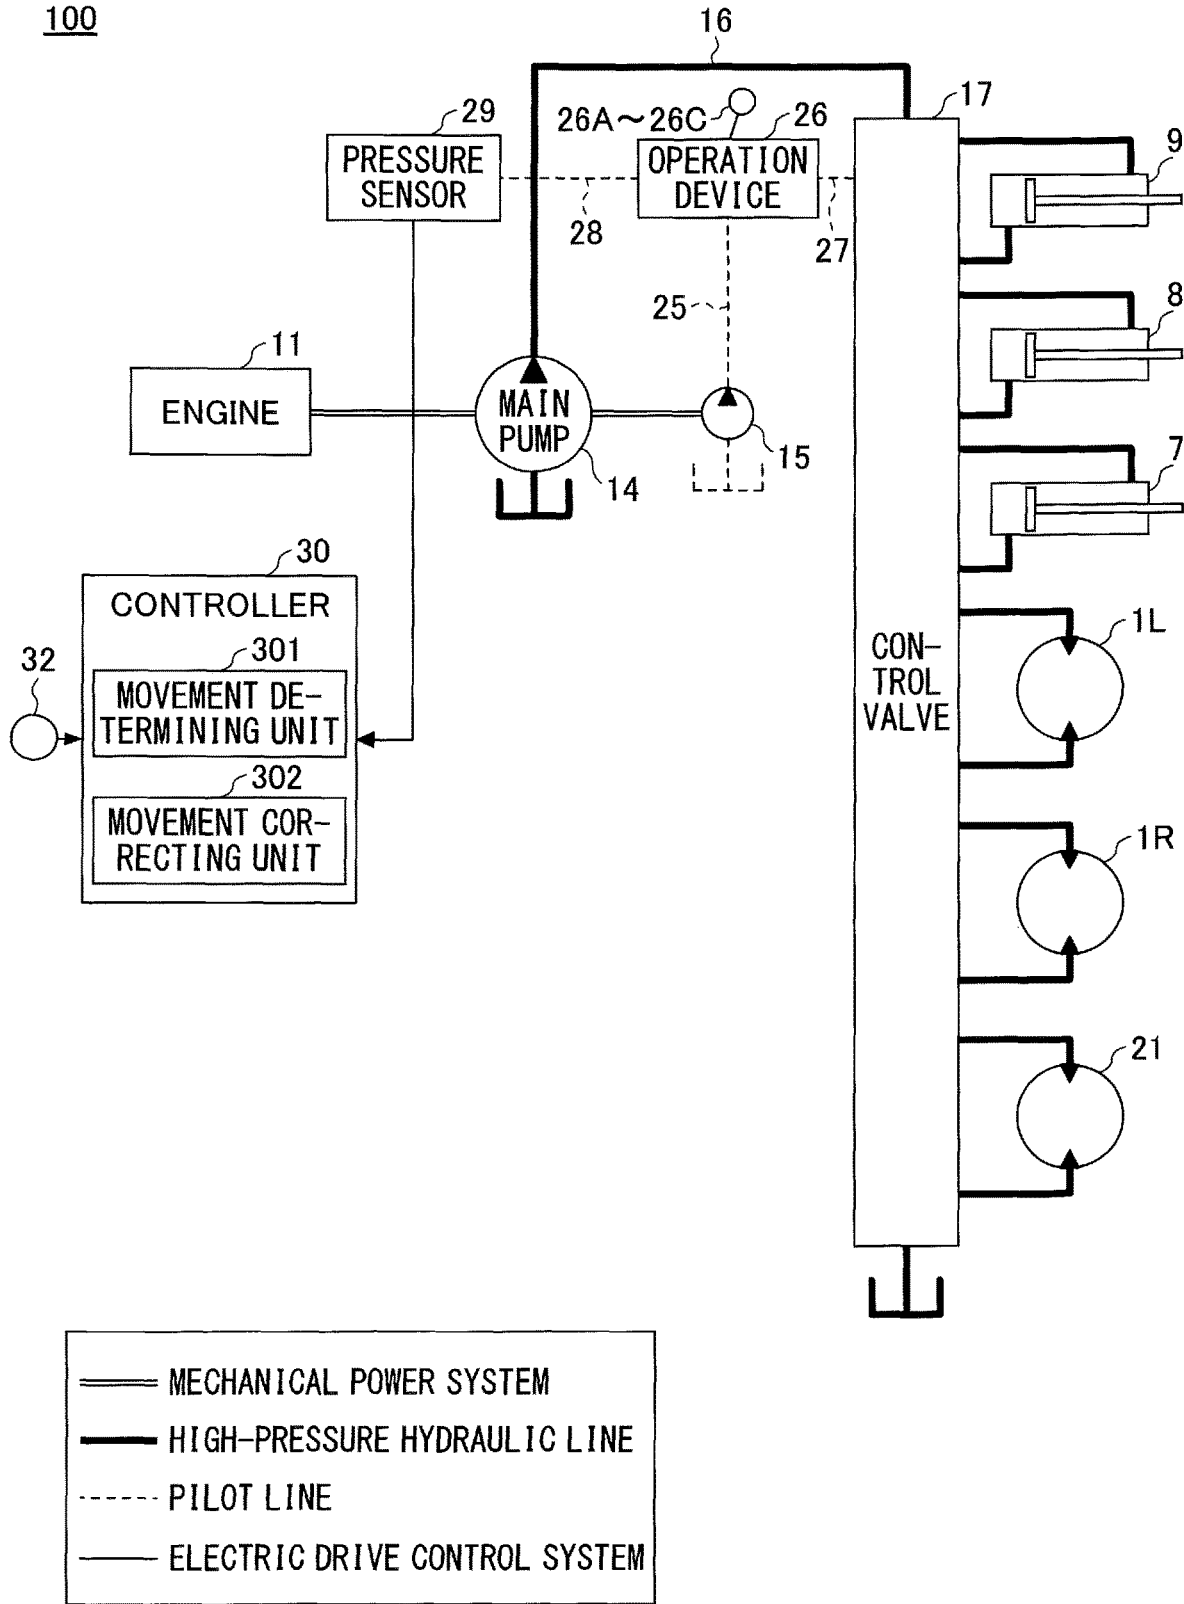 100
16
17
29
26A～26C
26
9
PRESSURE
SENSOR
OPERATION
DEVICE
28
27
25
8
11
ENGINE
MAIN
PUMP
15
14
7
30
CONTROLLER
1L
32
301
MOVEMENT DE-
TERMINING UNIT
CON-
TROL
VALVE
302
MOVEMENT COR-
RECTING UNIT
1R
21
MECHANICAL POWER SYSTEM
HIGH-PRESSURE HYDRAULIC LINE
PILOT LINE
ELECTRIC DRIVE CONTROL SYSTEM